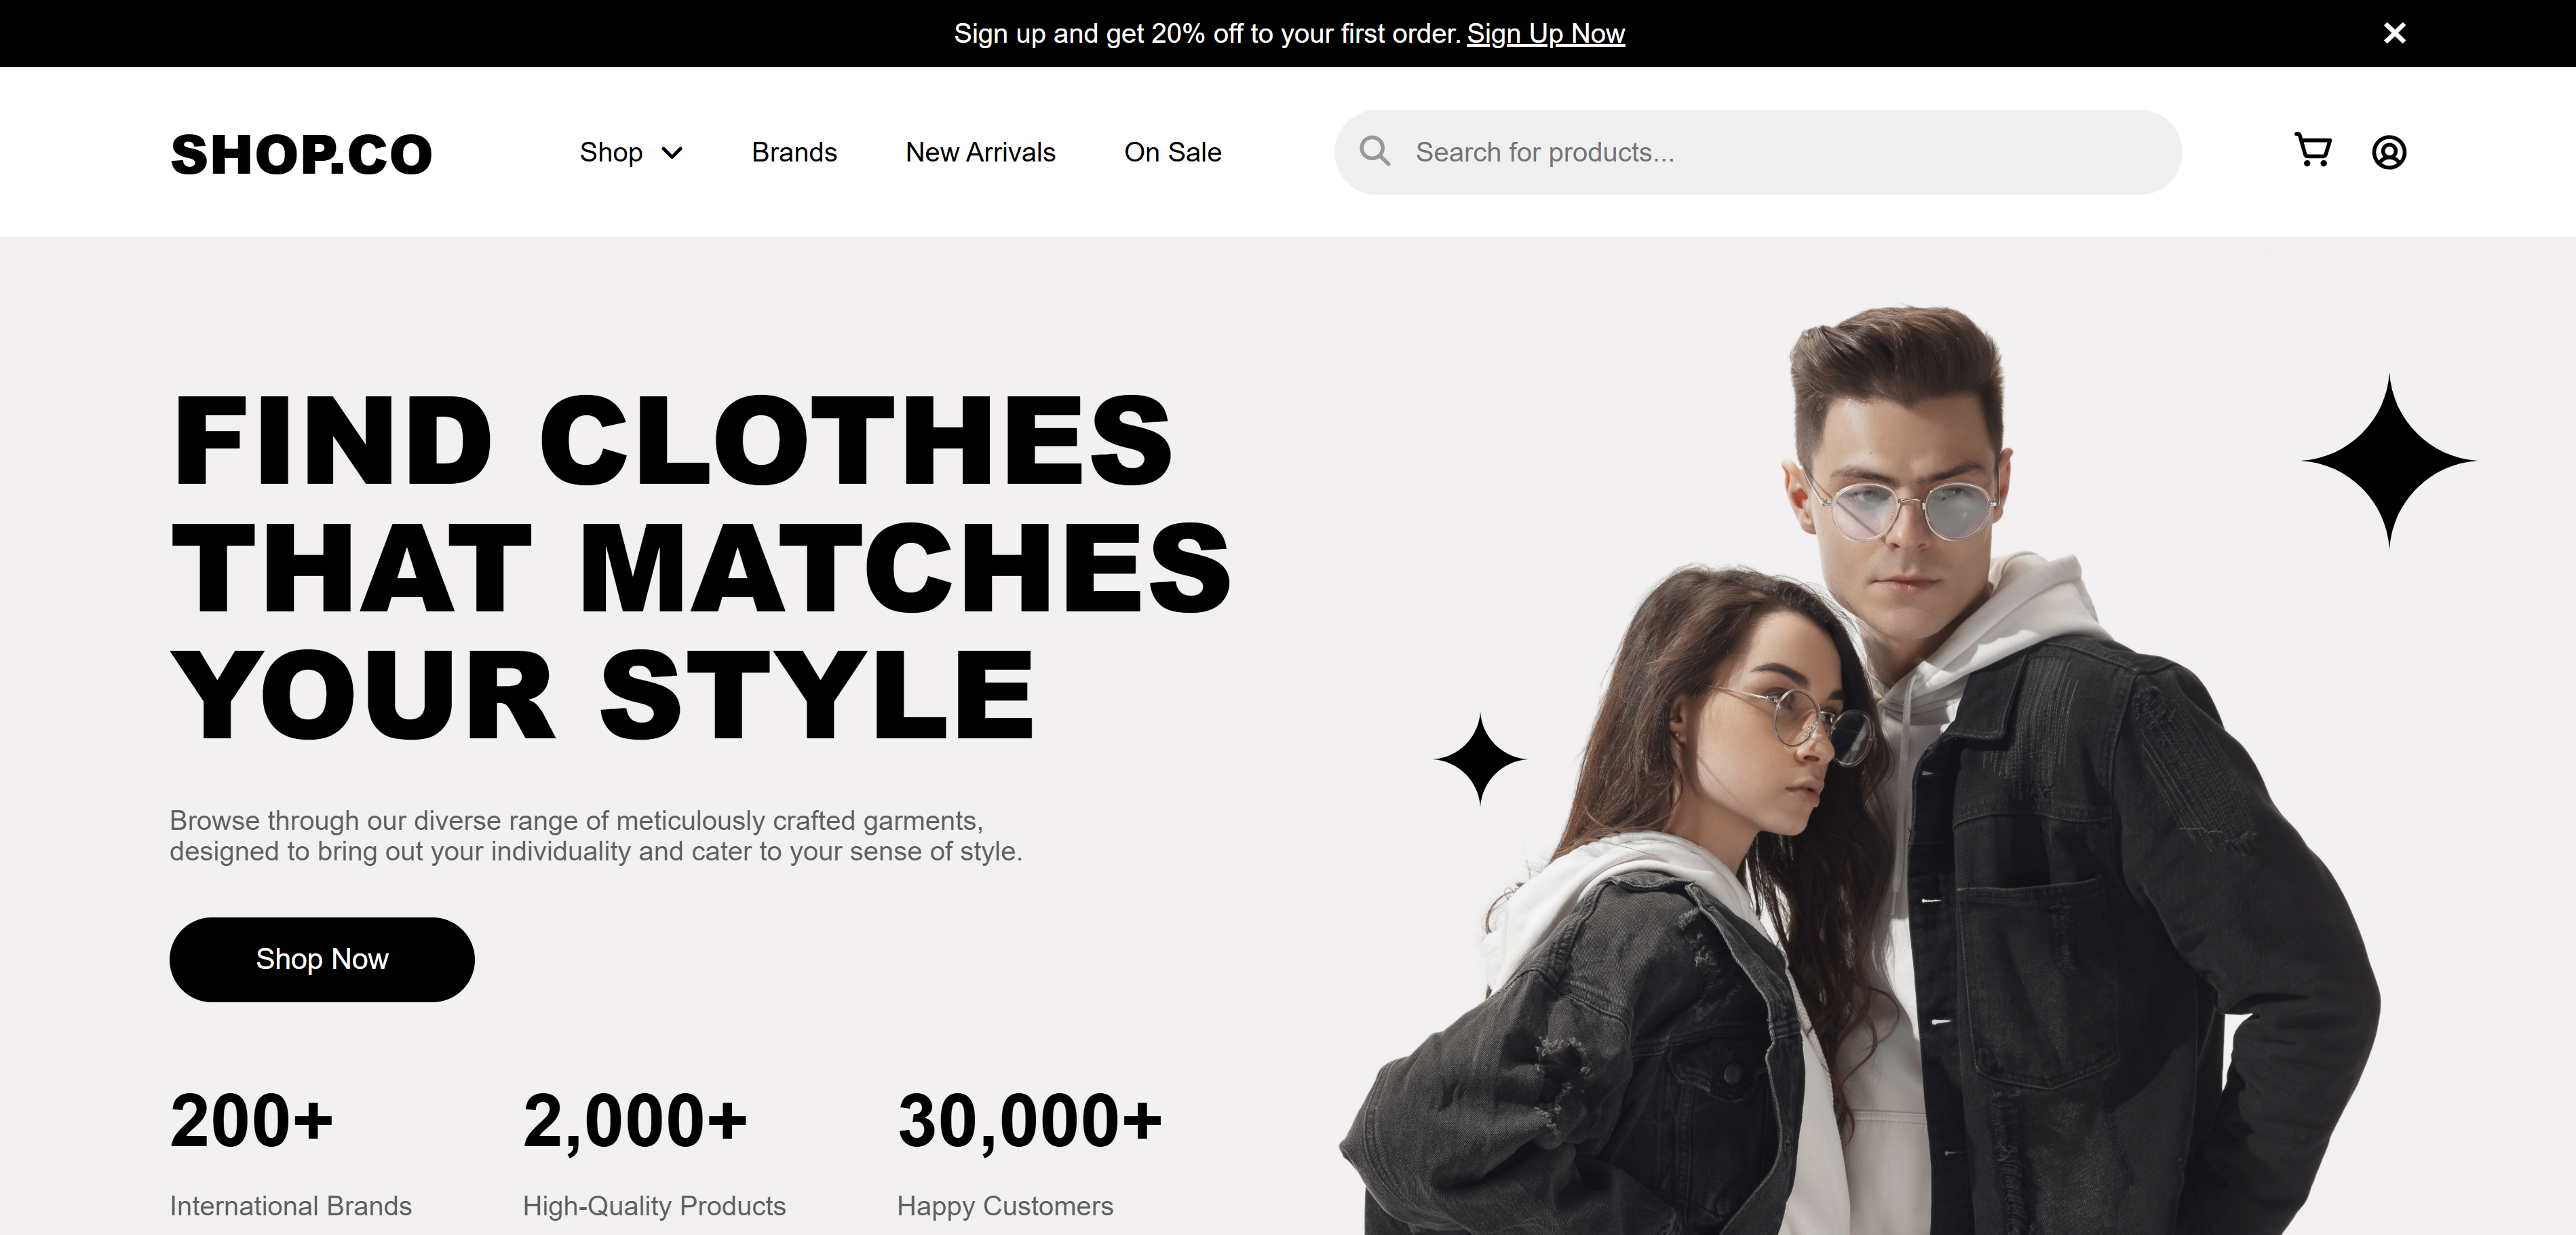 Sign up and get 20% off to your first order. Sign Up Now
SHOP.CO
Shop
Brands
New Arrivals
On Sale
Search for products...
FIND CLOTHES
THAT MATCHES
YOUR STYLE
Browse through our diverse range of meticulously crafted garments,
designed to bring out your individuality and cater to your sense of style.
Shop Now
200+
International Brands
2,000+
High-Quality Products
30,000+
Happy Customers